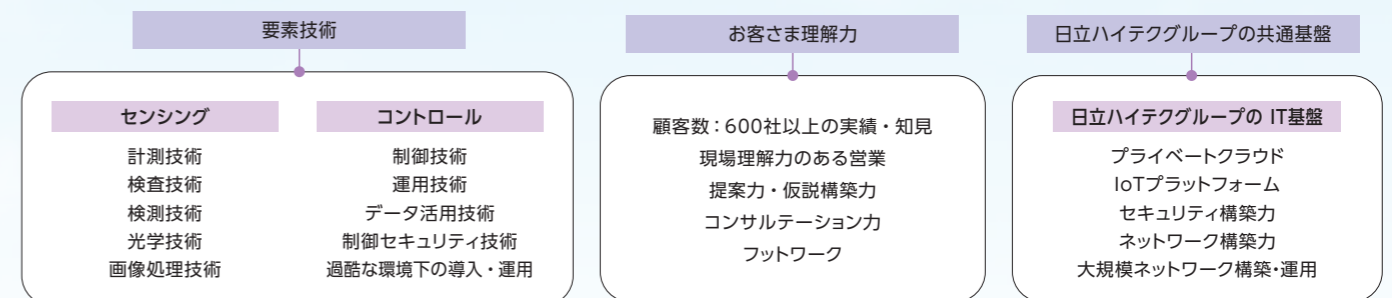 要素技術
センシング
計測技術
検査技術
検測技術
光学技術
画像処理技術
コントロール
制御技術
運用技術
データ活用技術
制御セキュリティ技術
過酷な環境下の導入・運用
お客さま理解力
顧客数：600社以上の実績・知見
現場理解力のある営業
提案力・仮説構築力
コンサルテーション力
フットワーク
日立ハイテクグループの共通基盤
日立ハイテクグループの IT基盤
プライベートクラウド
IoTプラットフォーム
セキュリティ構築力
ネットワーク構築力
大規模ネットワーク構築・運用